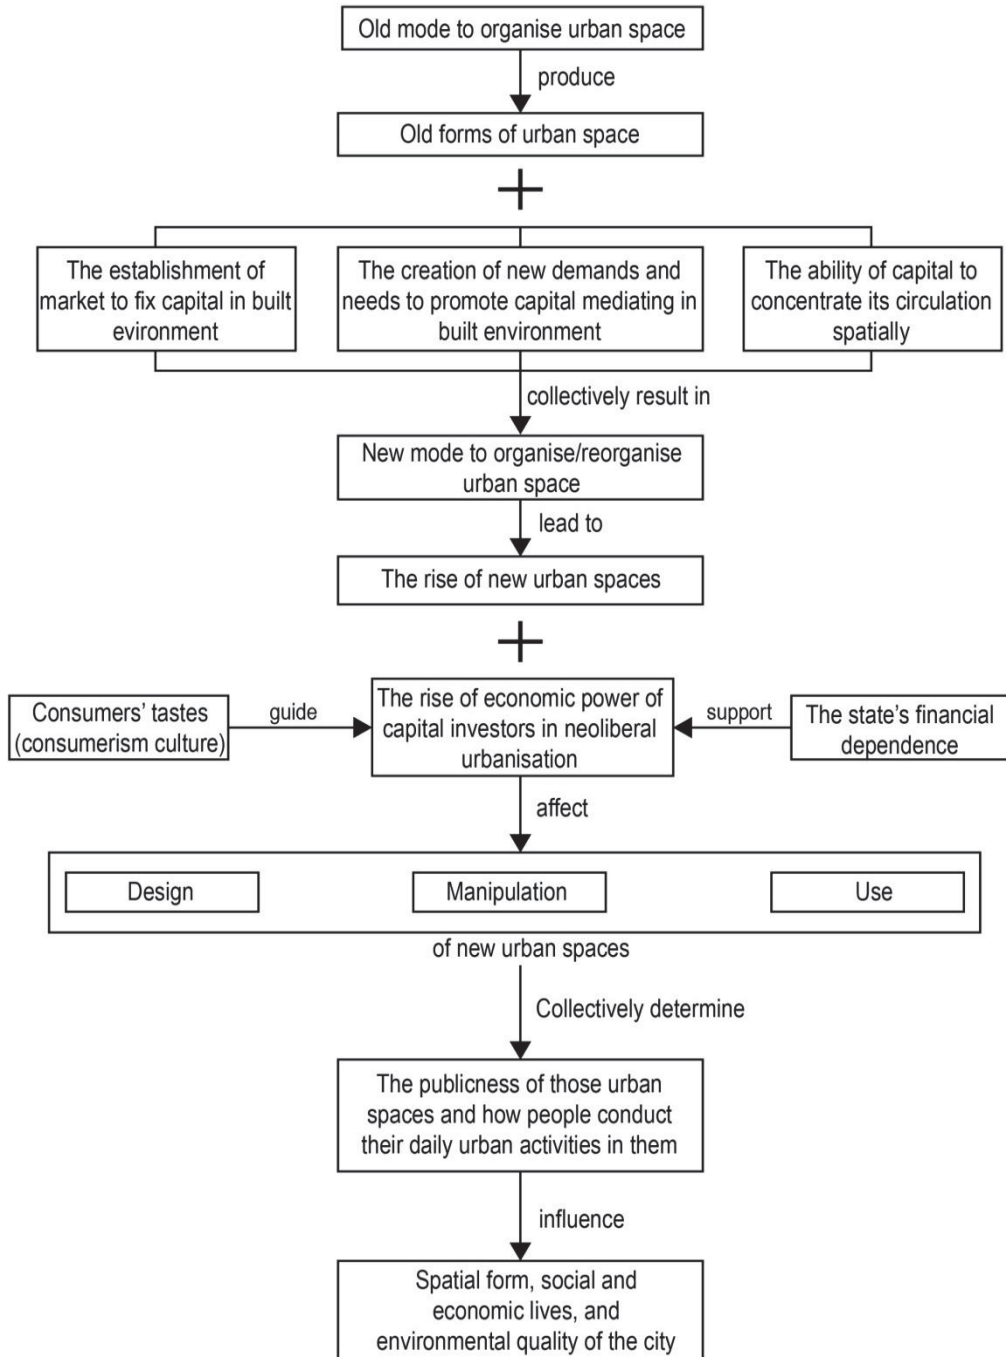 Old mode to organise urban space
produce
Old forms of urban space
+
The establishment of
market to fix capital in built
evironment
The creation of new demands and
needs to promote capital mediating in
built environment
The ability of capital to
concentrate its circulation
spatially
collectively result in
New mode to organise/reorganise
urban space
lead to
The rise of new urban spaces
+
Consumers' tastes
(consumerism culture)
guide
The rise of economic power of
capital investors in neoliberal
urbanisation
support
The state's financial
dependence
affect
Design
Manipulation
Use
of new urban spaces
Collectively determine
The publicness of those urban
spaces and how people conduct
their daily urban activities in them
influence
Spatial form, social and
economic lives, and
environmental quality of the city